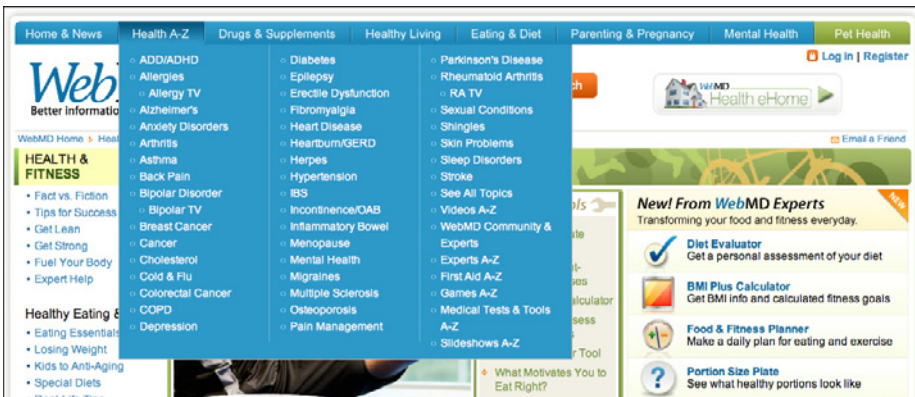 Home & News Health A-Z Drugs & Supplements Healthy Living Eating & Diet Parenting & Pregnancy Mental Health Pet Health
Log In | Register
Web
Better Informatio
WebMD Home
Email a Friend
HEALTH &
FITNESS
• Fact vs. Fiction
• Tips for Success
• Get Lean
• Get Strong
• Fuel Your Body
• Expert Help
Healthy Eating &
• Eating Essentials
• Losing Weight
• Kids to Anti-Aging
• Special Diets
ADD/ADHD
Allergies
Allergy TV
Alzheimer's
Anxiety Disorders
Arthritis
Asthma
Back Pain
Bipolar Disorder
Bipolar TV
Breast Cancer
Cancer
Cholesterol
Cold & Flu
Colorectal Cancer
COPD
Depression
Diabetes
Epilepsy
Erectile Dysfunction
Fibromyalgia
Heart Disease
Heartburn/GERD
Herpes
Hypertension
IBS
Incontinence/OAB
Inflammatory Bowel
Menopause
Mental Health
Migraines
Multiple Sclerosis
Osteoporosis
Pain Management
Parkinson's Disease
Rheumatoid Arthritis
RA TV
Sexual Conditions
Shingles
Skin Problems
Sleep Disorders
Stroke
See All Topics
Videos A-Z
WebMD Community &
Experts
Experts A-Z
First Aid A-Z
Games A-Z
Medical Tests & Tools
A-Z
Slideshows A-Z
What Motivates You to
Eat Right?
Tool
WebMD
Health eHome
New! From WebMD Experts
NEW
Transforming your food and fitness everyday.
Diet Evaluator
Get a personal assessment of your diet
BMI Plus Calculator
Get BMI info and calculated fitness goals
Food & Fitness Planner
Make a daily plan for eating and exercise
Portion Size Plate
See what healthy portions look like